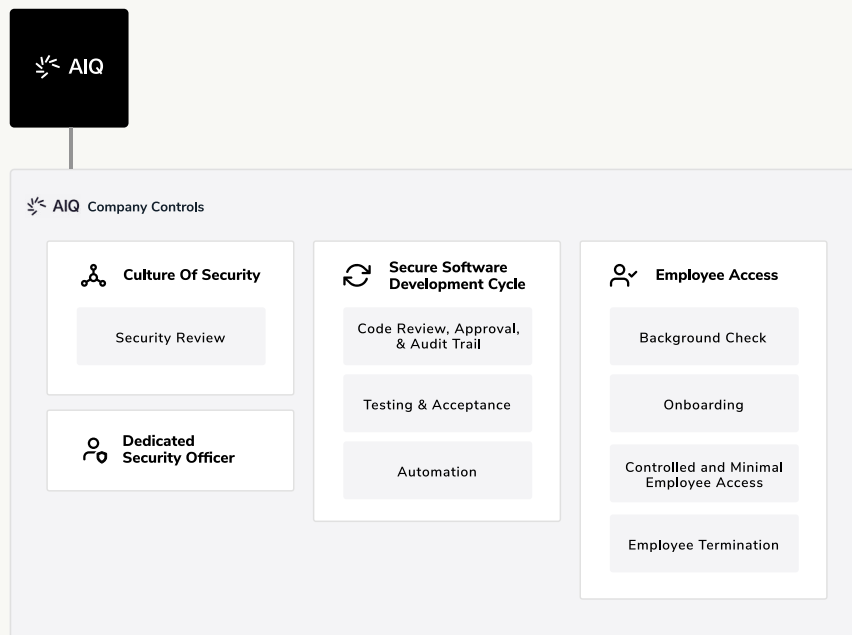 AIQ
AIQ Company Controls
Culture Of Security
Security Review
Dedicated
Security Officer
Secure Software
Development Cycle
Code Review, Approval,
& Audit Trail
Testing & Acceptance
Automation
Employee Access
Background Check
Onboarding
Controlled and Minimal
Employee Access
Employee Termination